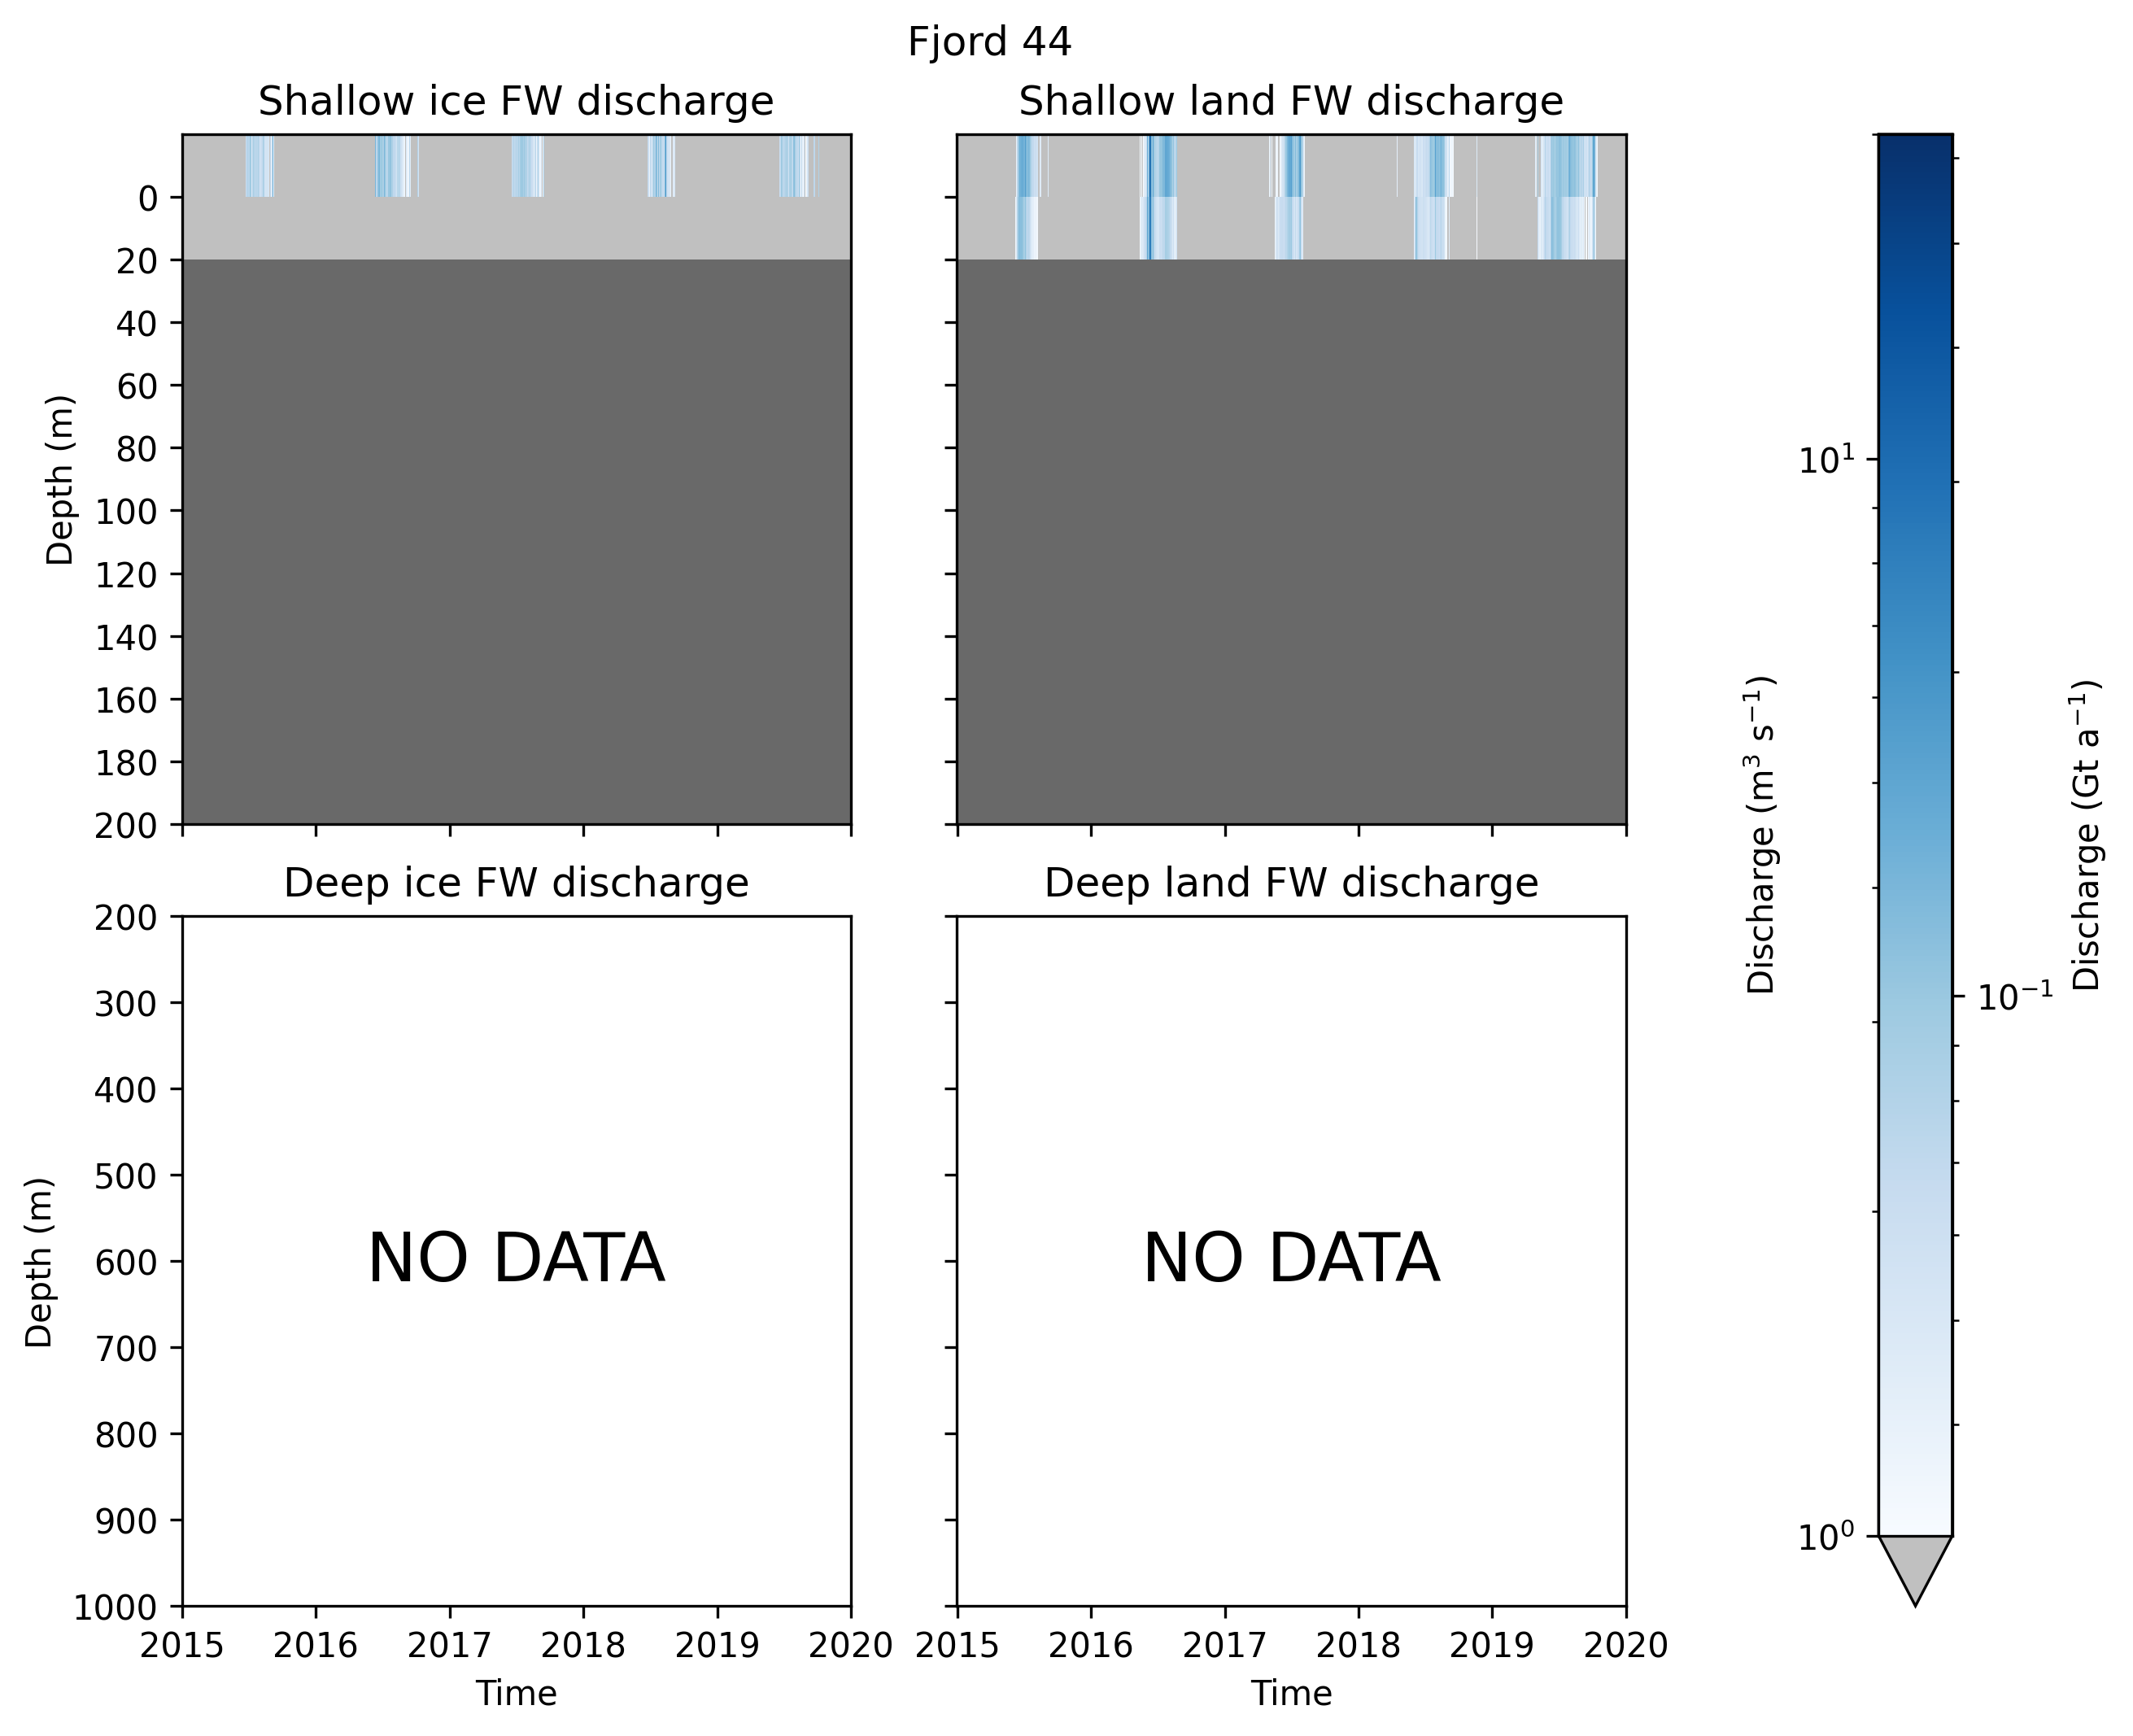 Fjord 44
Shallow ice FW discharge
Shallow land FW discharge
0
20
40
60
80
100
120
140
160
180
200
Depth (m)
Deep ice FW discharge
Deep land FW discharge
200
300
400
500
600
700
800
900
1000
Depth (m)
NO DATA
NO DATA
2015 2016 2017 2018 2019 2020
2015 2016 2017 2018 2019 2020
Time
Time
Discharge (m³ s⁻¹)
10¹
10⁰
10⁻¹
Discharge (Gt a⁻¹)